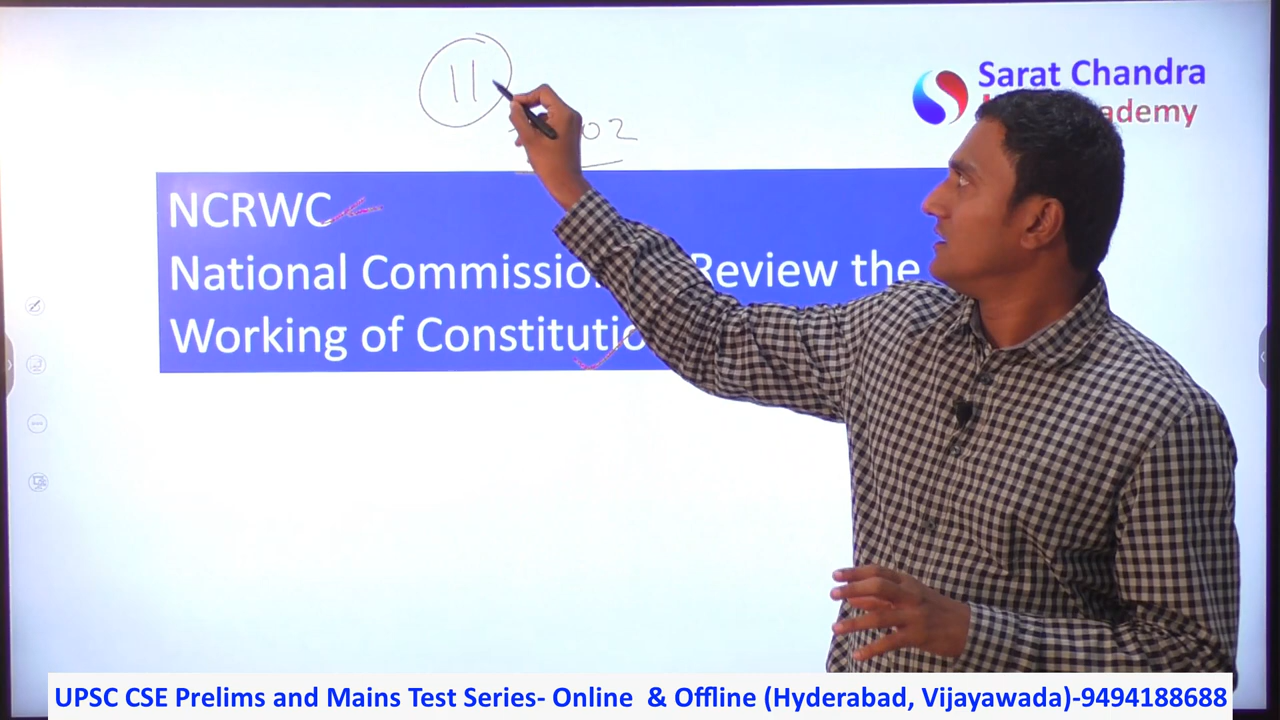 11
02
Sarat Chandra
ademy
NCRWC
National Commissio Review the
Working of Constitutio
UPSC CSE Prelims and Mains Test Series- Online & Offline (Hyderabad, Vijayawada)-9494188688